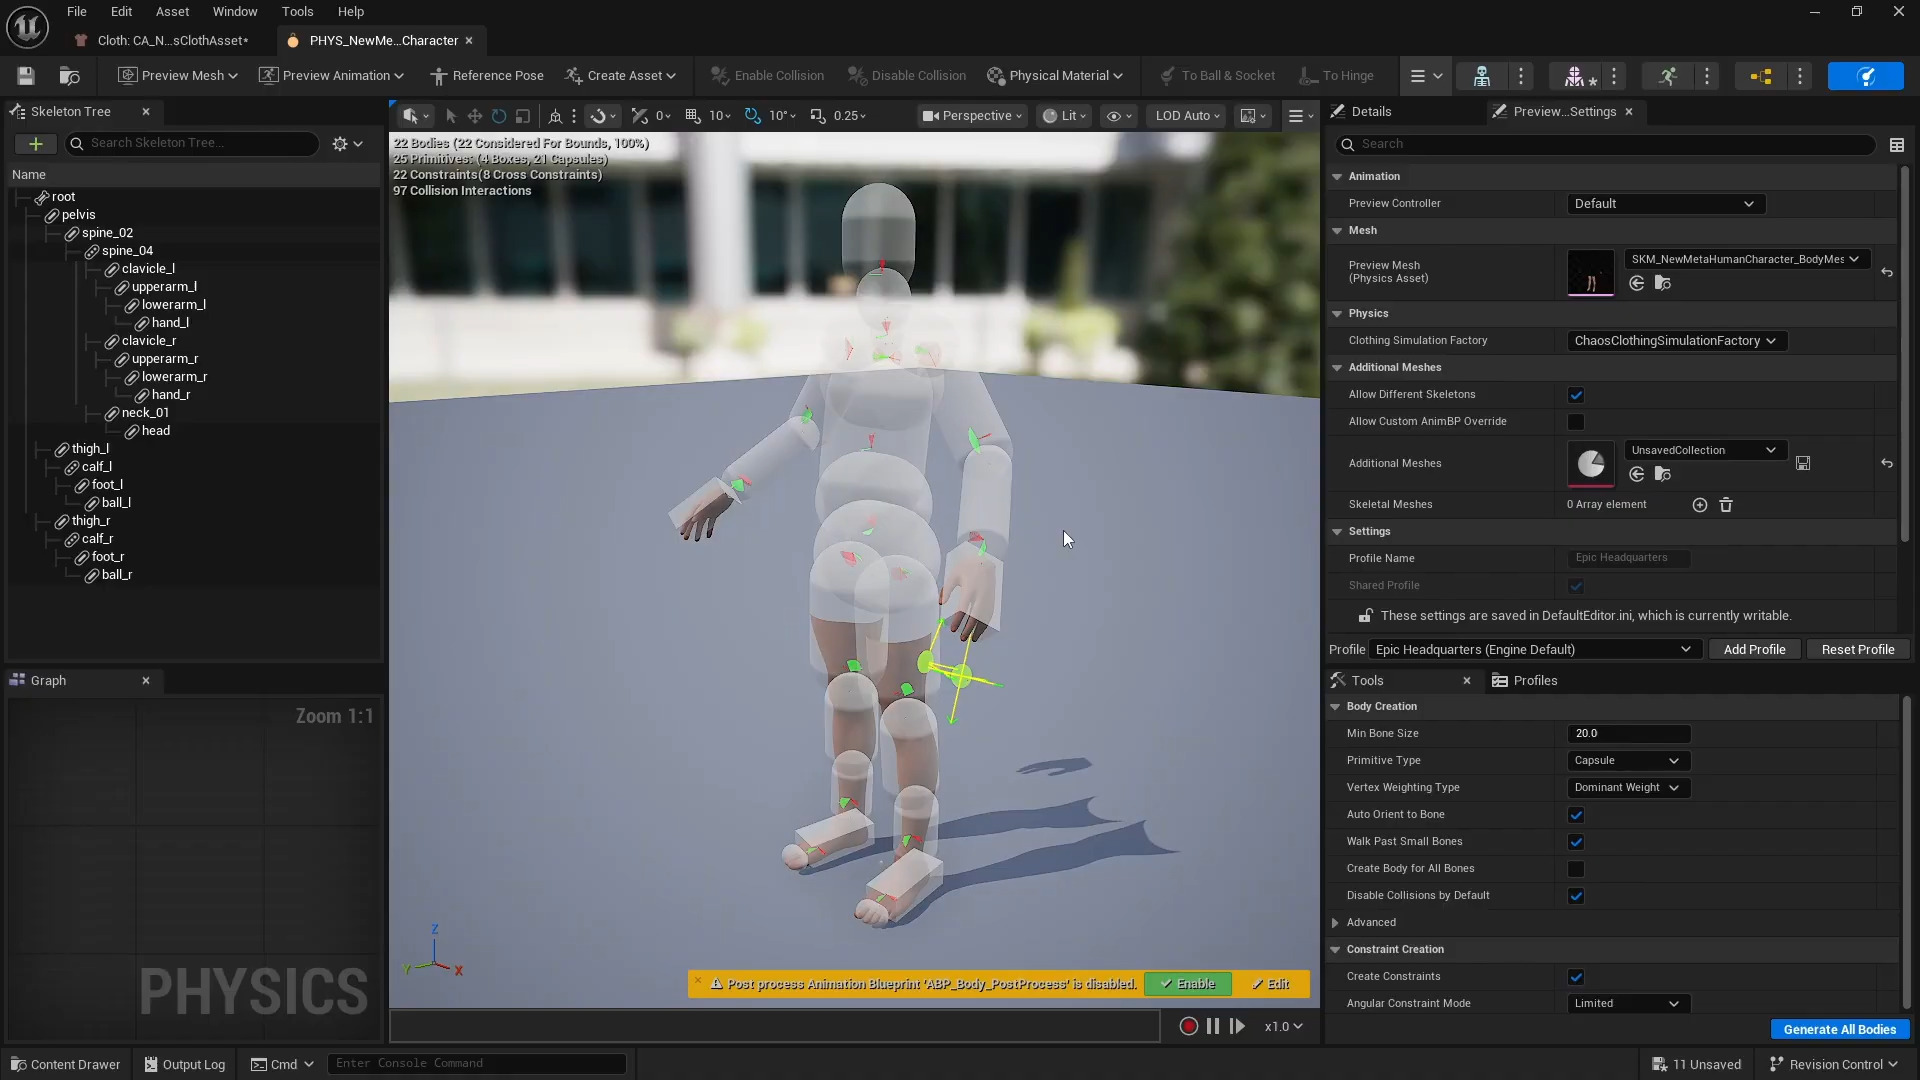 File Edit Asset Window Tools Help
Cloth: CA_N...sClothAsset*
PHYS_NewMe...Character
Preview Mesh
Preview Animation
Reference Pose
Create Asset
Enable Collision
Disable Collision
Physical Material
To Ball & Socket
To Hinge
Skeleton Tree
Search Skeleton Tree...
Name
root
pelvis
spine_02
spine_04
clavicle_l
upperarm_l
lowerarm_l
hand_l
clavicle_r
upperarm_r
lowerarm_r
hand_r
neck_01
head
thigh_l
calf_l
foot_l
ball_l
thigh_r
calf_r
foot_r
ball_r
Graph
Zoom 1:1
PHYSICS
0
10
10°
0.25
Perspective
Lit
LOD Auto
22 Bodies (22 Considered For Bounds, 100%)
25 Primitives: (4 Boxes, 21 Capsules)
22 Constraints(8 Cross Constraints)
97 Collision Interactions
Z
Y
X
Post process Animation Blueprint 'ABP_Body_PostProcess' is disabled.
Enable
Edit
x1.0
Details
Preview...Settings
Search
Animation
Preview Controller
Default
Mesh
Preview Mesh
(Physics Asset)
SKM_NewMetaHumanCharacter_BodyMes
Physics
Clothing Simulation Factory
ChaosClothingSimulationFactory
Additional Meshes
Allow Different Skeletons
Allow Custom AnimBP Override
Additional Meshes
UnsavedCollection
Skeletal Meshes
0 Array element
Settings
Profile Name
Epic Headquarters
Shared Profile
These settings are saved in DefaultEditor.ini, which is currently writable.
Profile
Epic Headquarters (Engine Default)
Add Profile
Reset Profile
Tools
Profiles
Body Creation
Min Bone Size
20.0
Primitive Type
Capsule
Vertex Weighting Type
Dominant Weight
Auto Orient to Bone
Walk Past Small Bones
Create Body for All Bones
Disable Collisions by Default
Advanced
Constraint Creation
Create Constraints
Angular Constraint Mode
Limited
Generate All Bodies
Content Drawer
Output Log
Cmd
Enter Console Command
11 Unsaved
Revision Control